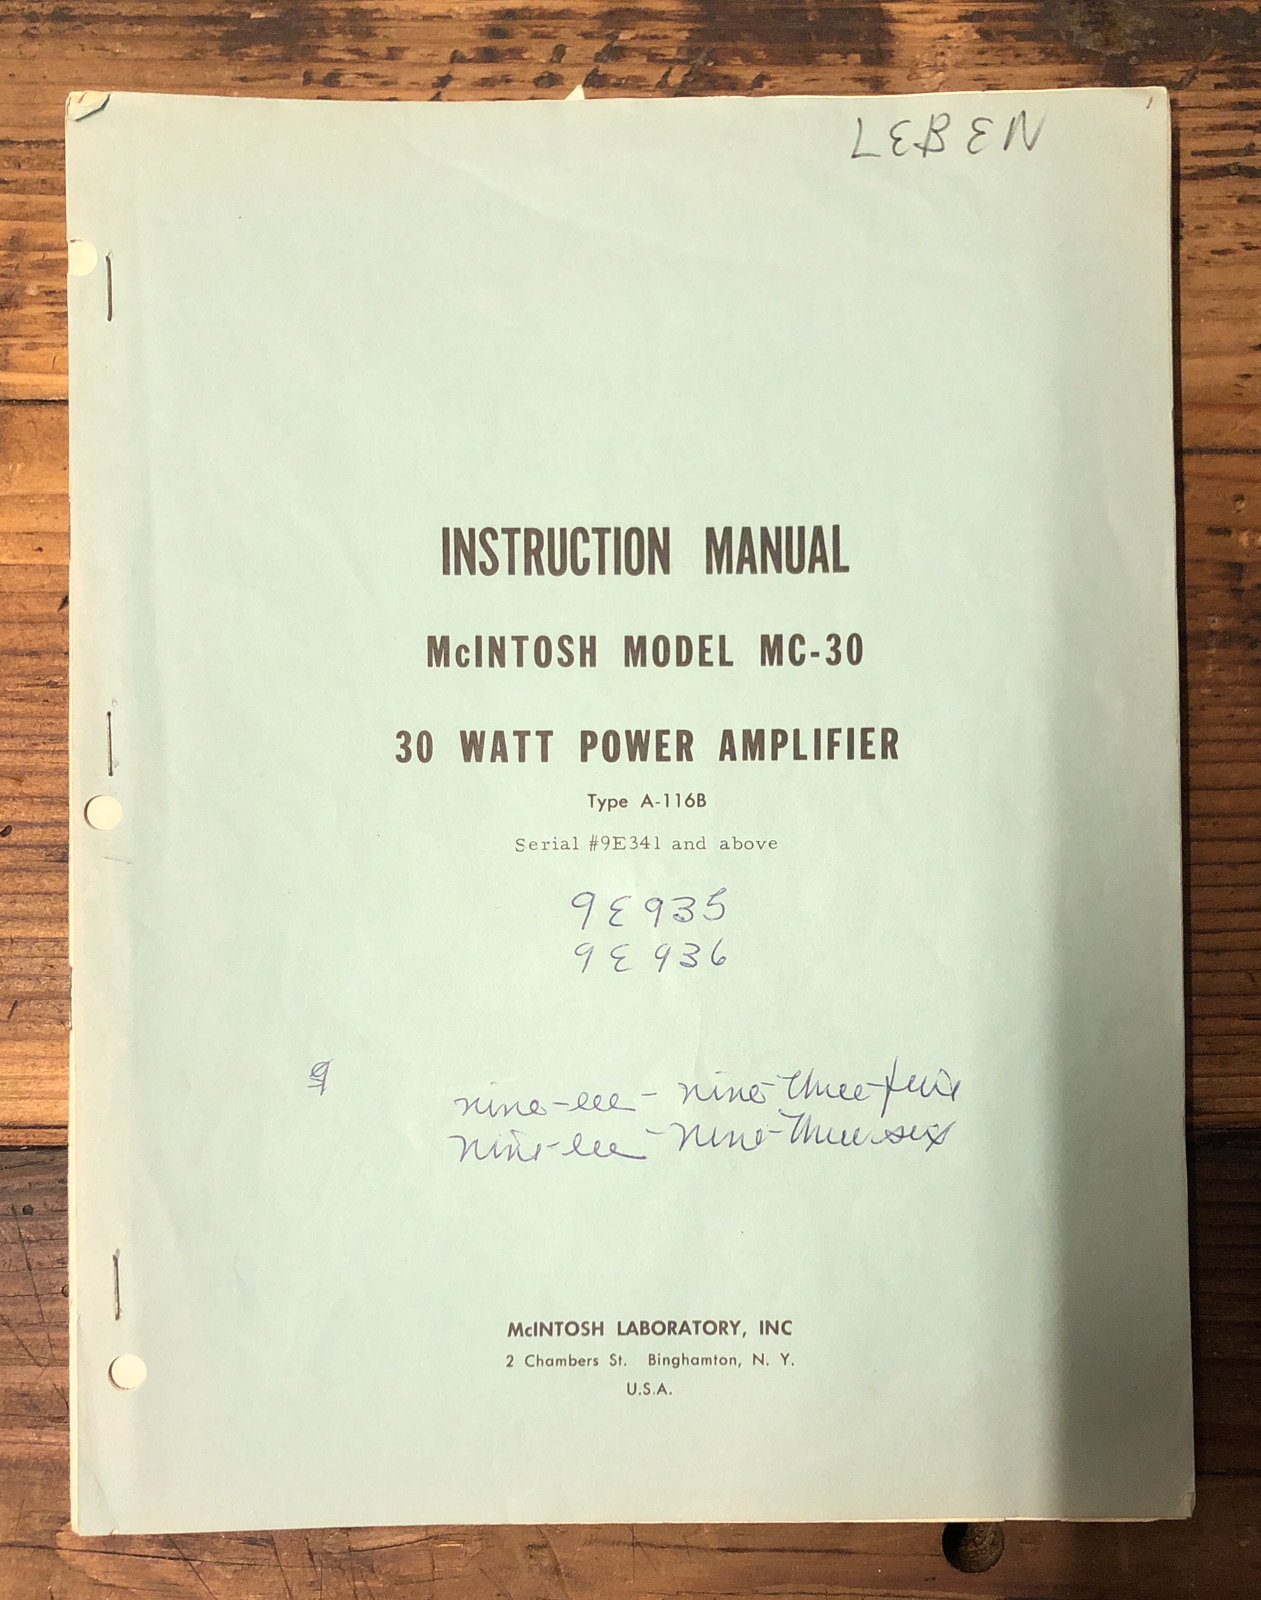 LEBEN
INSTRUCTION MANUAL
McINTOSH MODEL MC-30
30 WATT POWER AMPLIFIER
Type A-116B
Serial #9E341 and above
9E935
9E936
9
nine-eee- nine-three-five
nine-eee- nine-three-six
McINTOSH LABORATORY, INC
2 Chambers St. Binghamton, N. Y.
U.S.A.